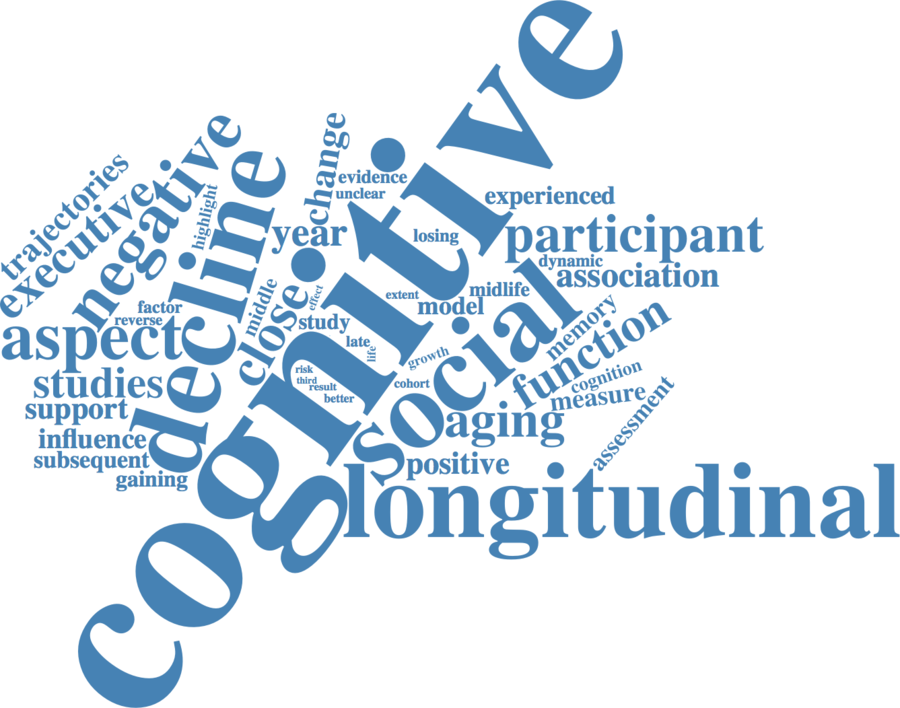 cognitive
longitudinal
decline
social
negative
aspect
participant
function
aging
close
change
year
executive
trajectories
highlight
factor
reverse
studies
support
influence
subsequent
gaining
middle
effect
study
evidence
unclear
losing
experienced
dynamic
association
midlife
extent
model
late
life
growth
risk
third
result
better
cohort
memory
cognition
measure
assessment
positive